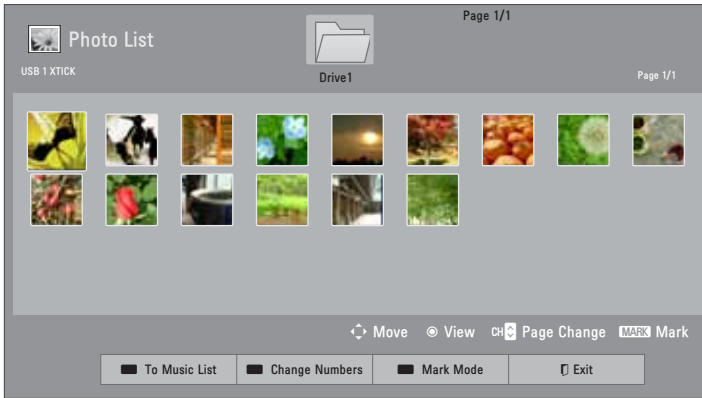 Page 1/1
Photo List
USB 1 XTICK
Drive1
Page 1/1
Move View CH Page Change MARK Mark
To Music List Change Numbers Mark Mode Exit